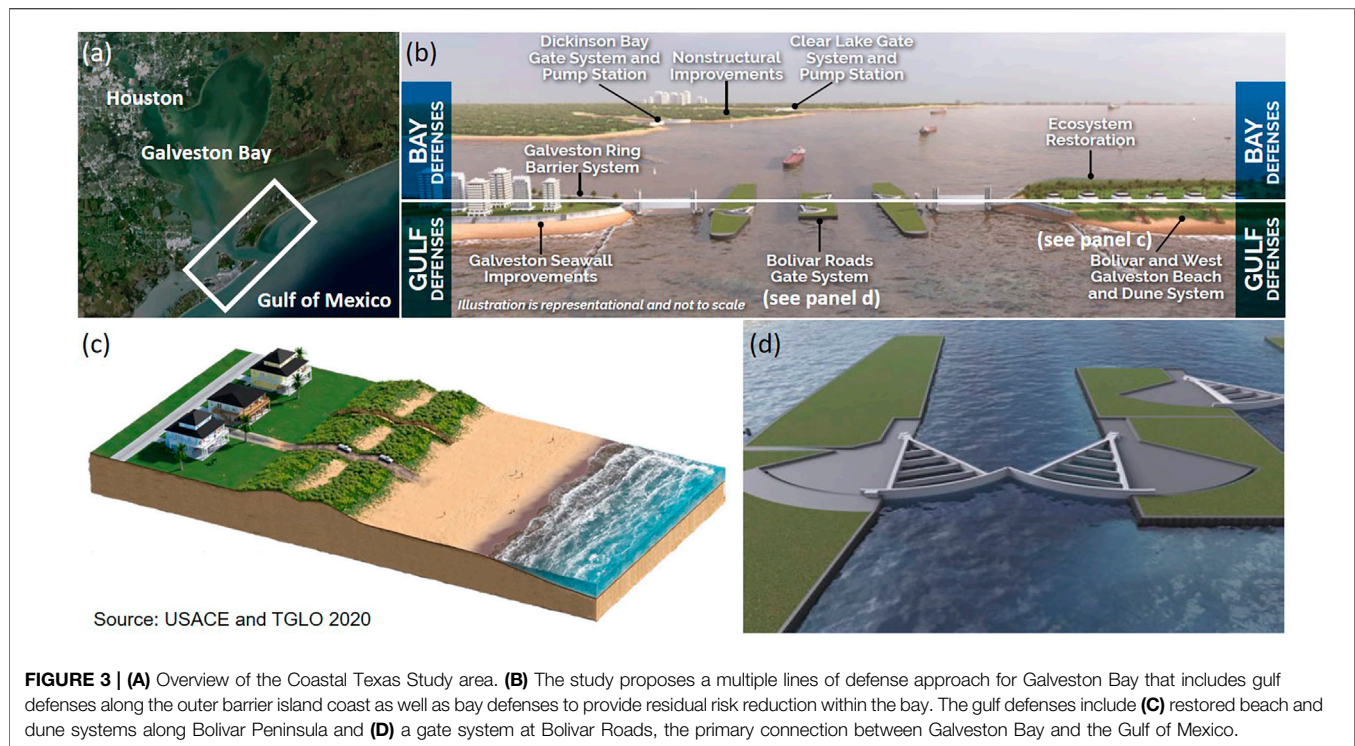 (a)
Houston
Galveston Bay
Gulf of Mexico
(b)
BAY
DEFENSES
GULF
DEFENSES
Dickinson Bay
Gate System and
Pump Station
Nonstructural
Improvements
Clear Lake Gate
System and
Pump Station
Galveston Ring
Barrier System
Ecosystem
Restoration
BAY
DEFENSES
GULF
DEFENSES
Galveston Seawall
Improvements
Illustration is representational and not to scale
Bolivar Roads
Gate System
(see panel d)
(see panel c)
Bolivar and West
Galveston Beach
and Dune System
(c)
Source: USACE and TGLO 2020
(d)
FIGURE 3 | (A) Overview of the Coastal Texas Study area. (B) The study proposes a multiple lines of defense approach for Galveston Bay that includes gulf
defenses along the outer barrier island coast as well as bay defenses to provide residual risk reduction within the bay. The gulf defenses include (C) restored beach and
dune systems along Bolivar Peninsula and (D) a gate system at Bolivar Roads, the primary connection between Galveston Bay and the Gulf of Mexico.